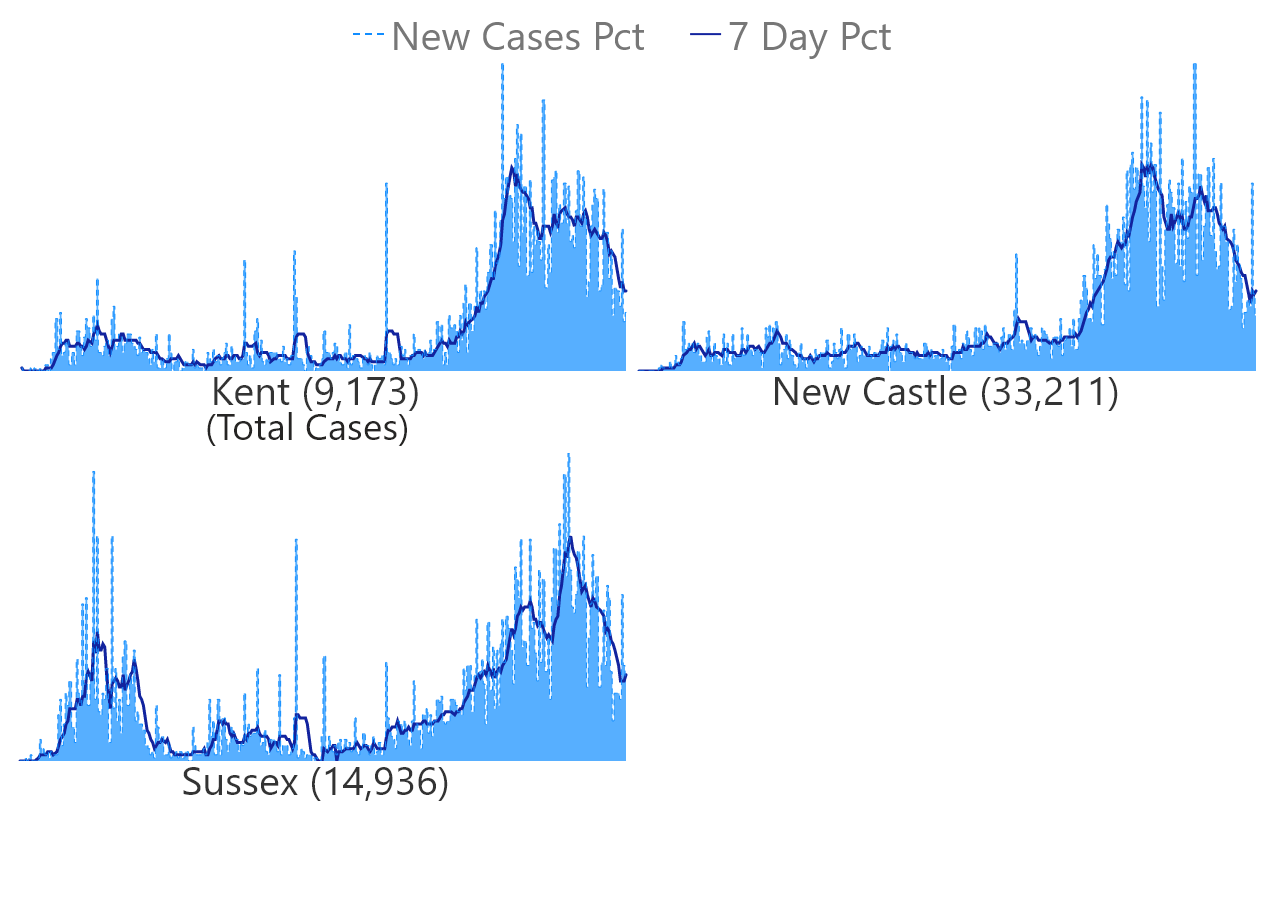 New Cases Pct 7 Day Pct
Kent (9,173)
(Total Cases)
New Castle (33,211)
Sussex (14,936)